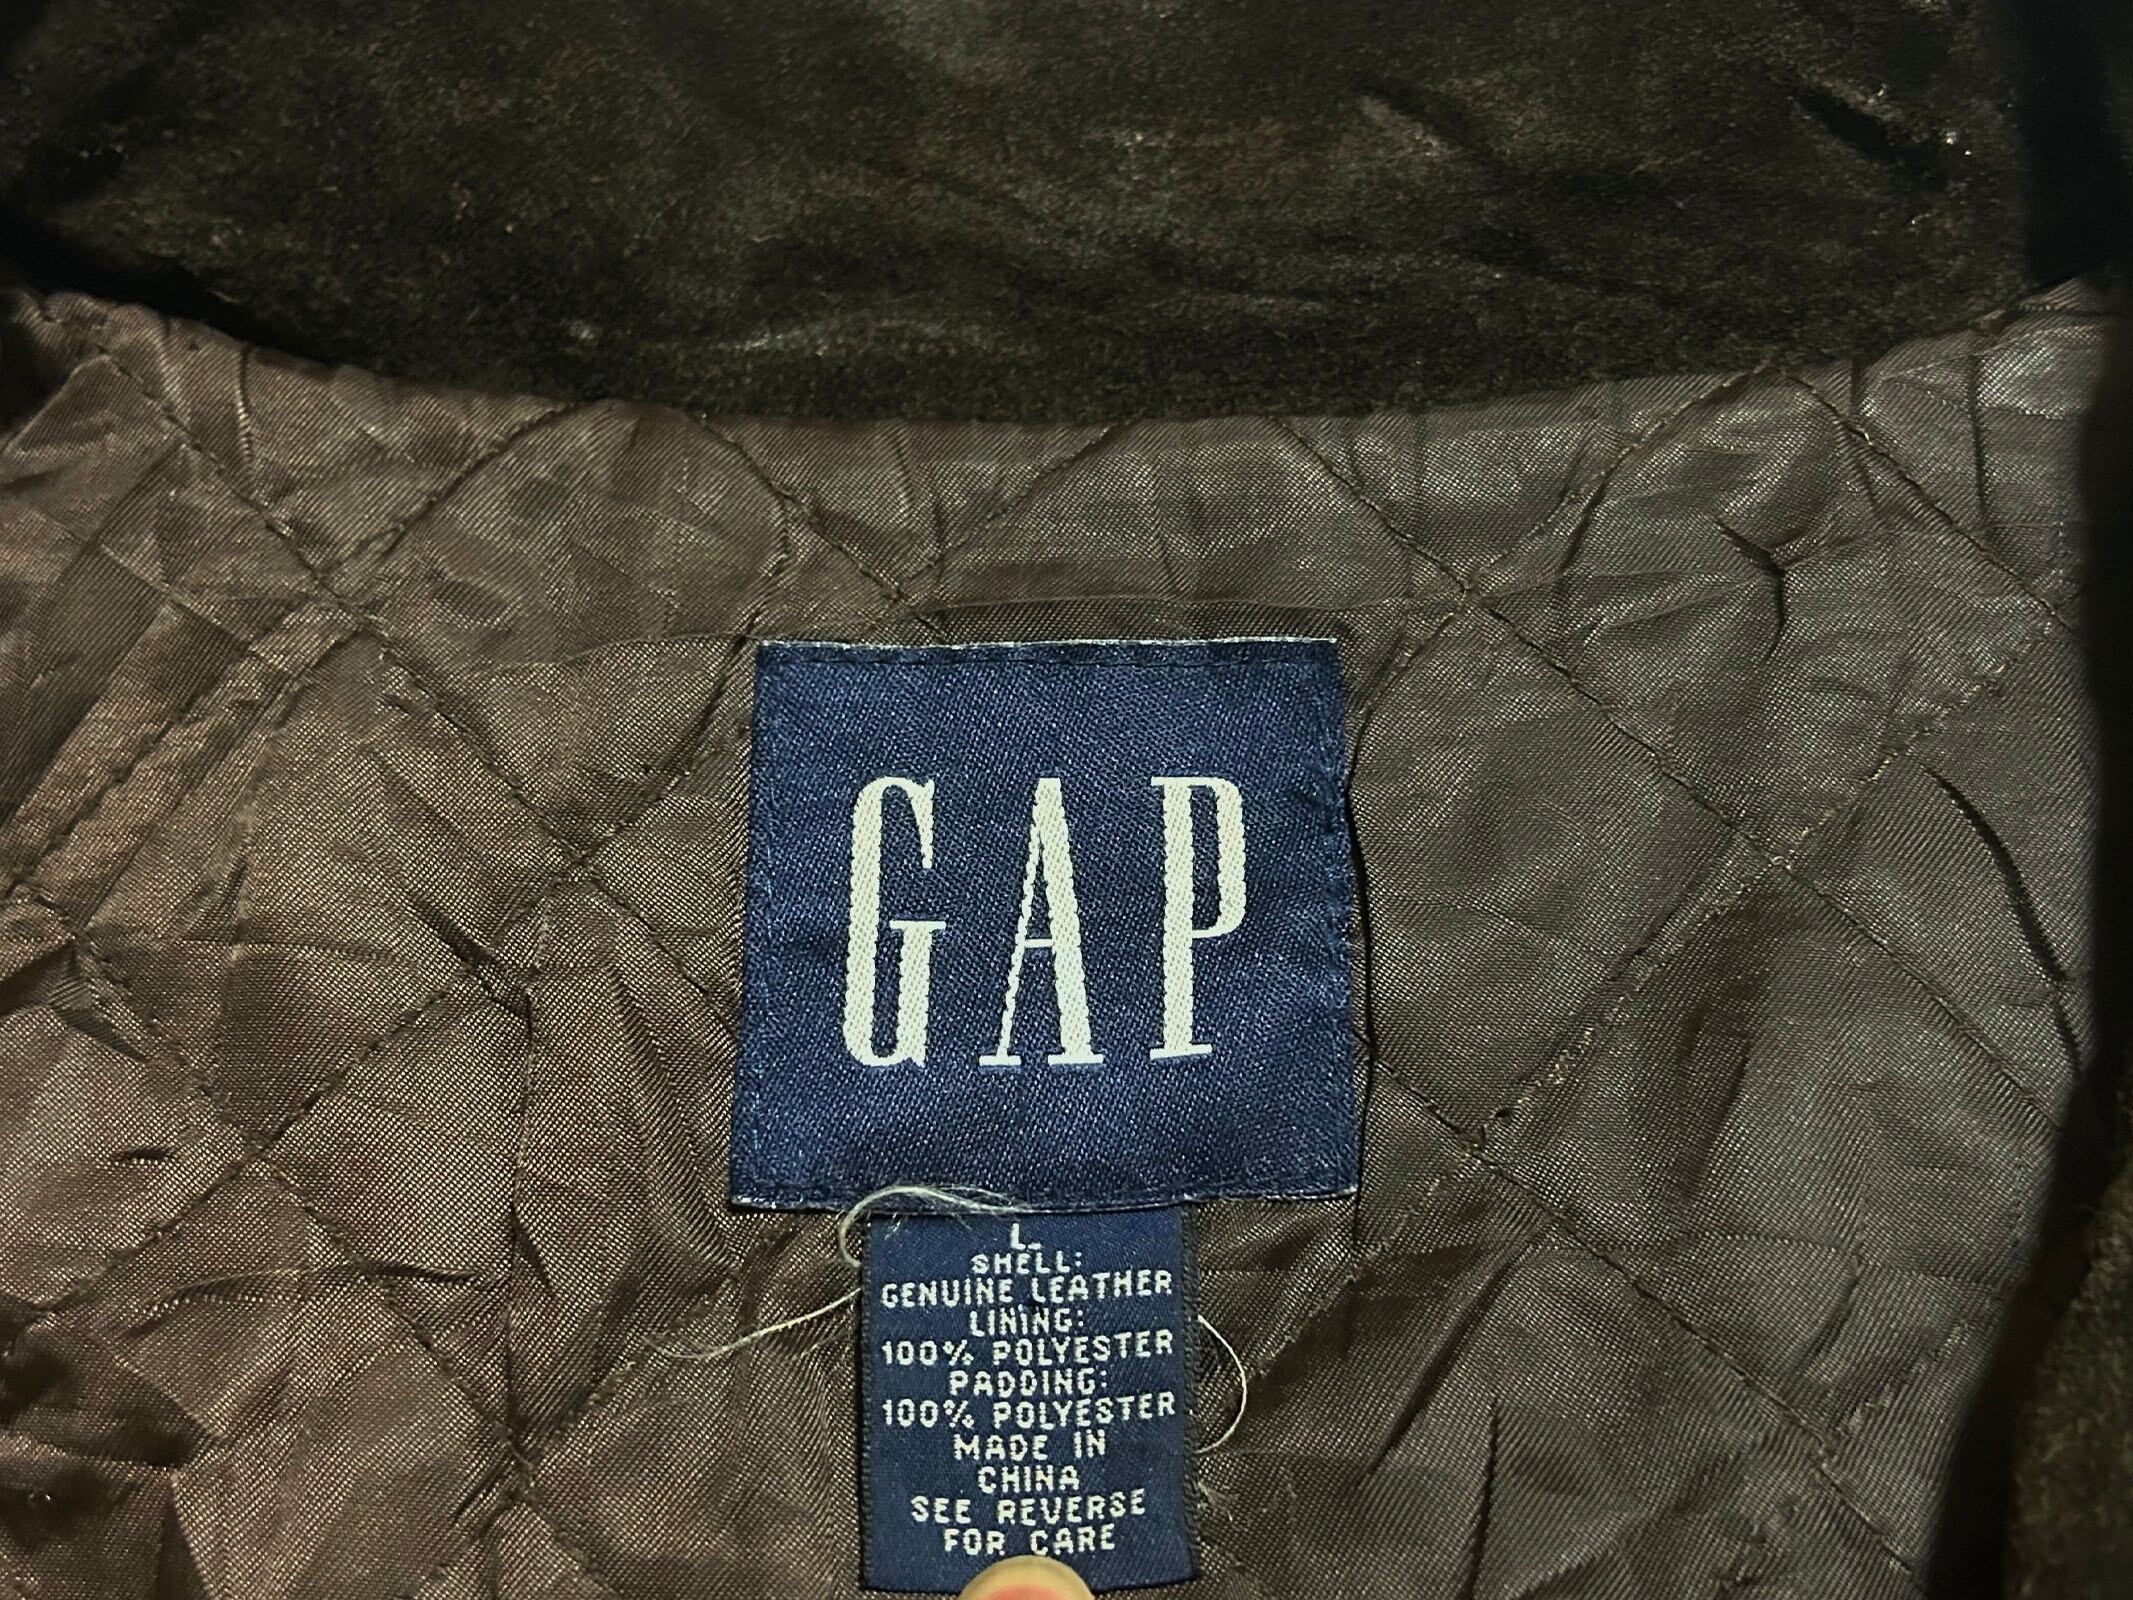 GAP
L
SHELL:
GENUINE LEATHER
LINING:
100% POLYESTER
PADDING:
100% POLYESTER
MADE IN
CHINA
SEE REVERSE
FOR CARE